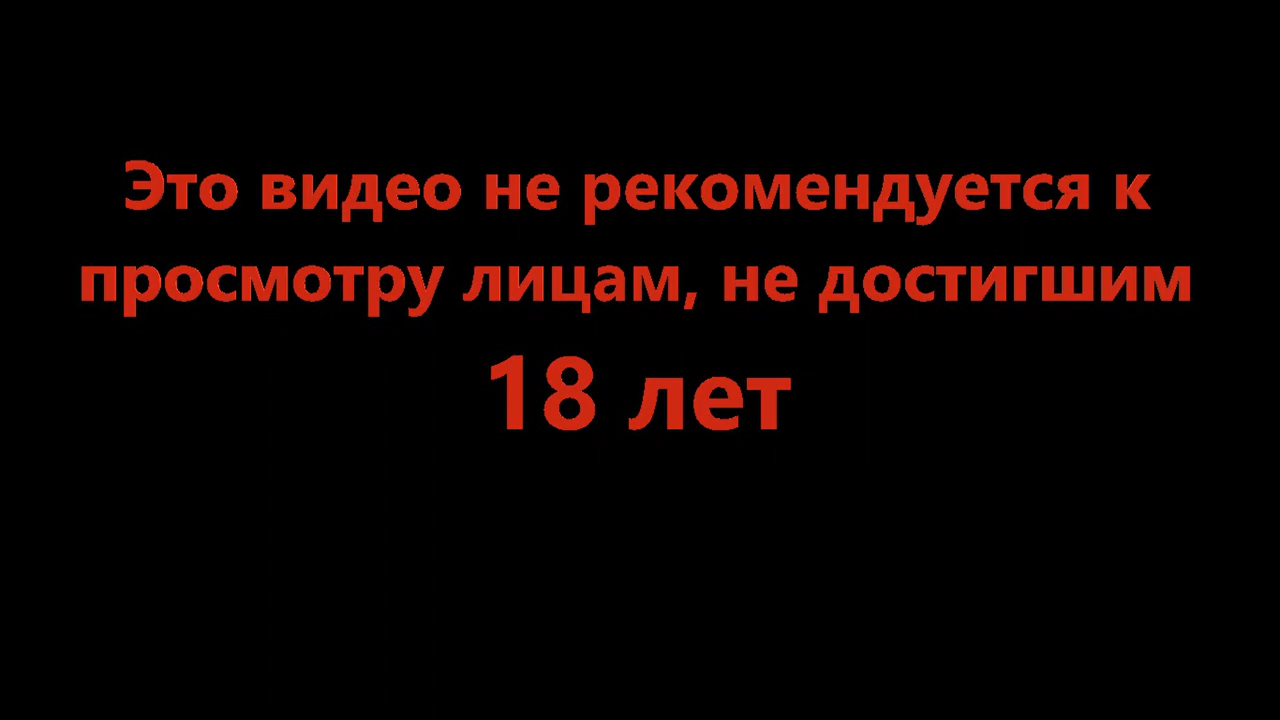 Это видео не рекомендуется к
просмотру лицам, не достигшим
18 лет